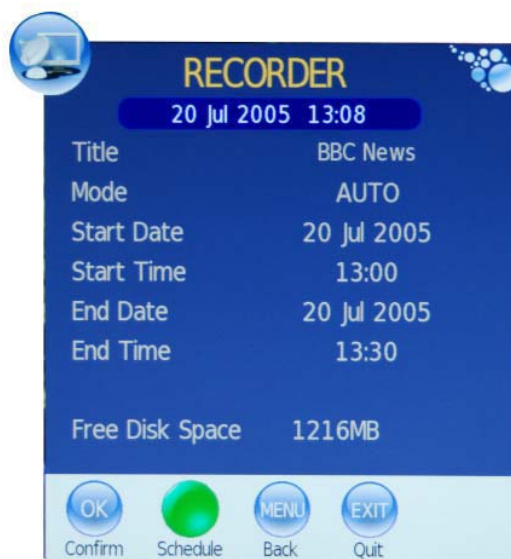 RECORDER
20 Jul 2005 13:08
Title BBC News
Mode AUTO
Start Date 20 Jul 2005
Start Time 13:00
End Date 20 Jul 2005
End Time 13:30
Free Disk Space 1216MB
OK MENU EXIT
Confirm Schedule Back Quit